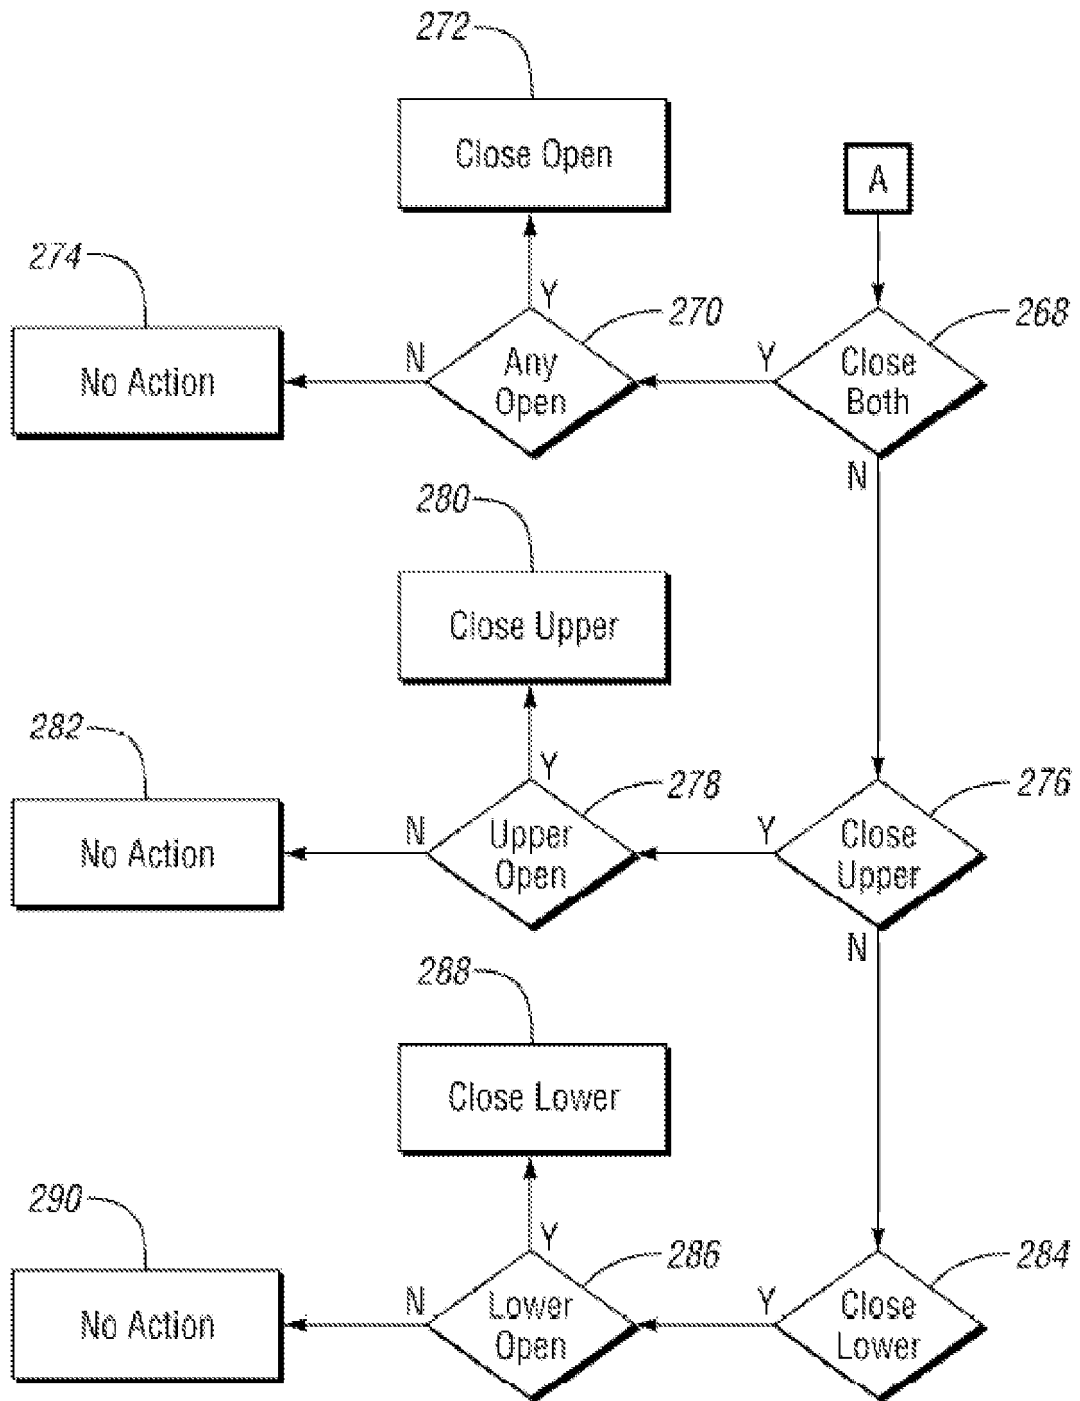 272
Close Open
A
274
Y
270
268
No Action
N
Any
Open
Y
Close
Both
N
280
Close Upper
282
Y
278
276
No Action
N
Upper
Open
Y
Close
Upper
N
288
Close Lower
290
Y
286
284
No Action
N
Lower
Open
Y
Close
Lower